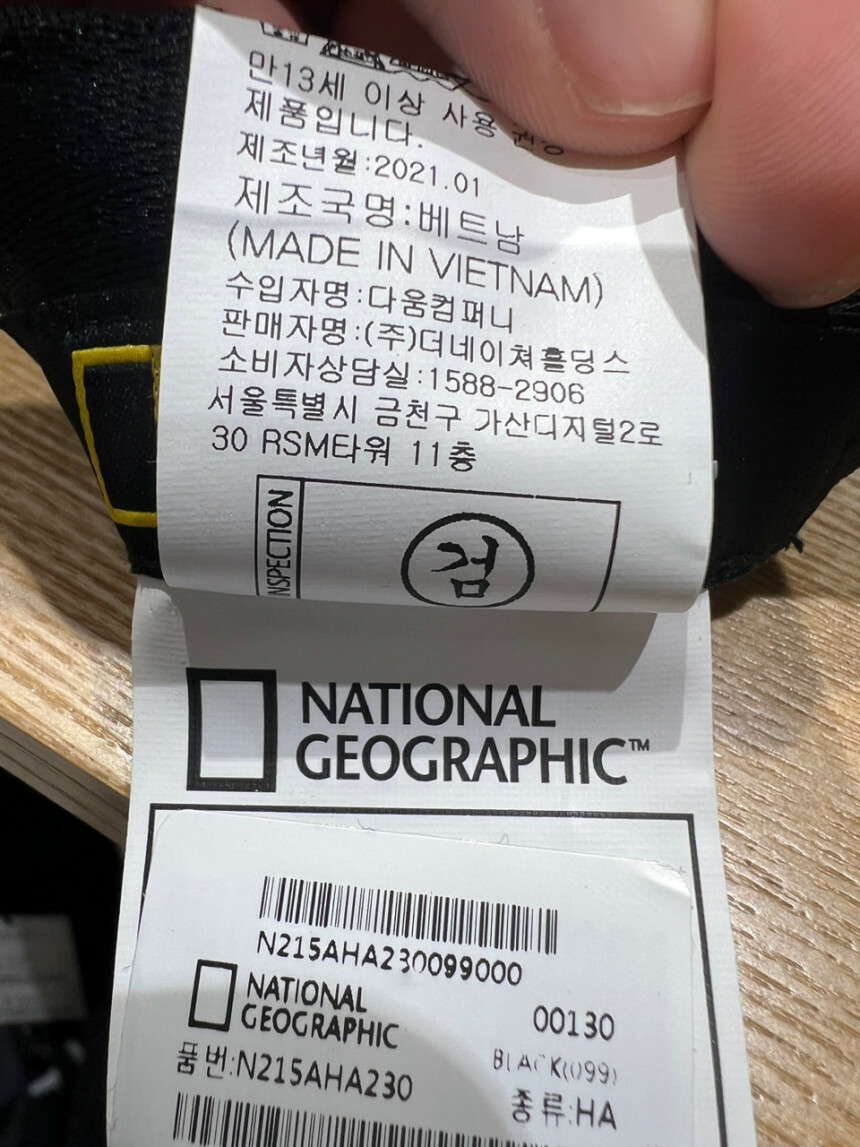 만13세 이상 사용 권장
제품입니다.
제조년월:2021.01
제조국명:베트남
(MADE IN VIETNAM)
수입자명:다움컴퍼니
판매자명:(주)더네이쳐홀딩스
소비자상담실:1588-2906
서울특별시 금천구 가산디지털2로
30 RSM타워 11층
INSPECTION
검
NATIONAL
GEOGRAPHIC™
N215AHA230099000
NATIONAL
GEOGRAPHIC
00130
BLACK(099)
품번:N215AHA230
종류:HA